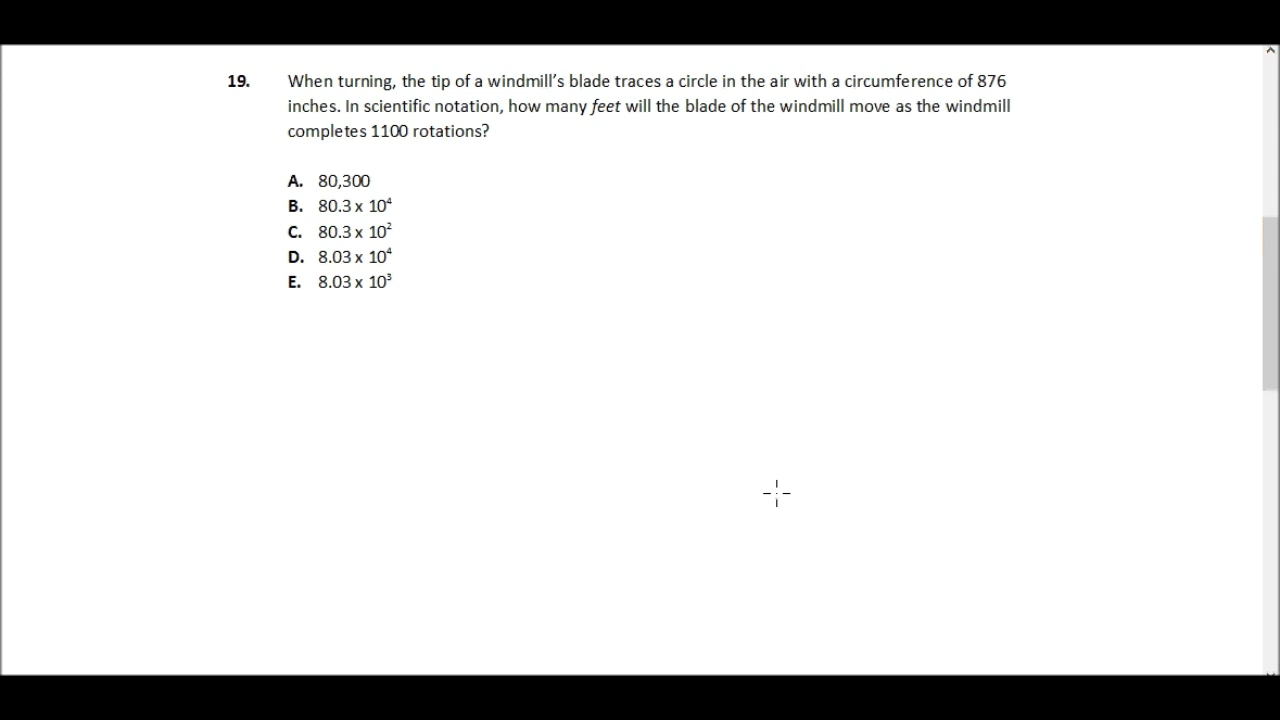 19. When turning, the tip of a windmill's blade traces a circle in the air with a circumference of 876
inches. In scientific notation, how many feet will the blade of the windmill move as the windmill
completes 1100 rotations?
A. 80,300
B. 80.3 x 10⁴
C. 80.3 x 10²
D. 8.03 x 10⁴
E. 8.03 x 10³